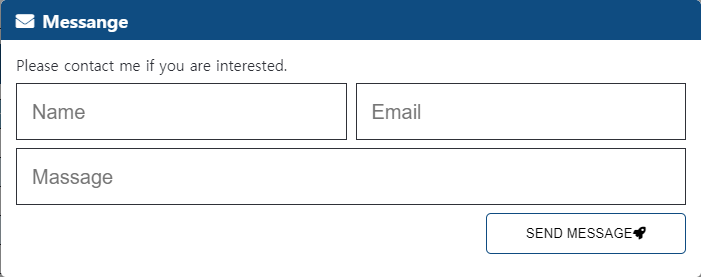 Messange
Please contact me if you are interested.
Name Email
Massage
SEND MESSAGE